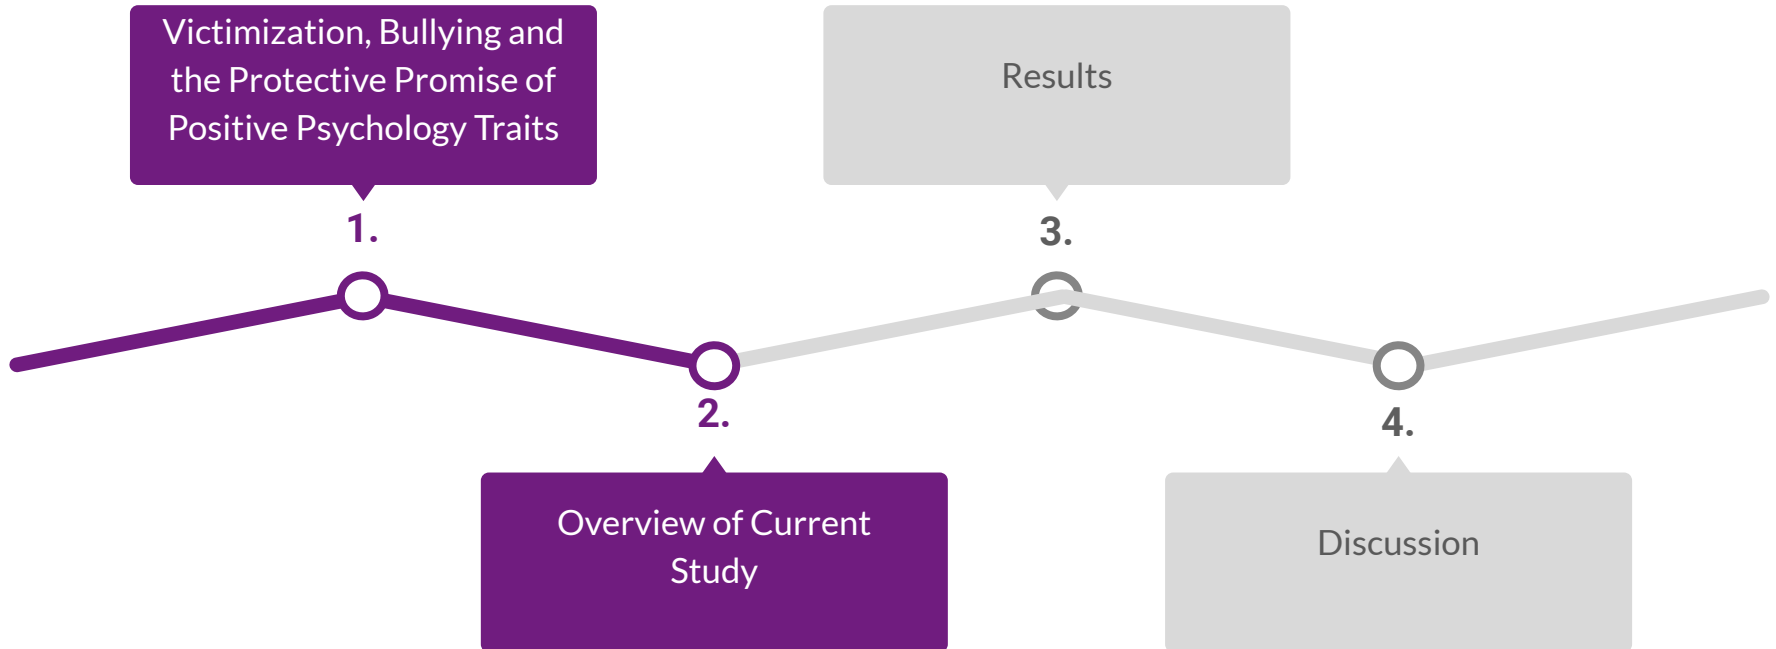 Victimization, Bullying and
the Protective Promise of
Positive Psychology Traits
1.
2.
Overview of Current
Study
Results
3.
4.
Discussion